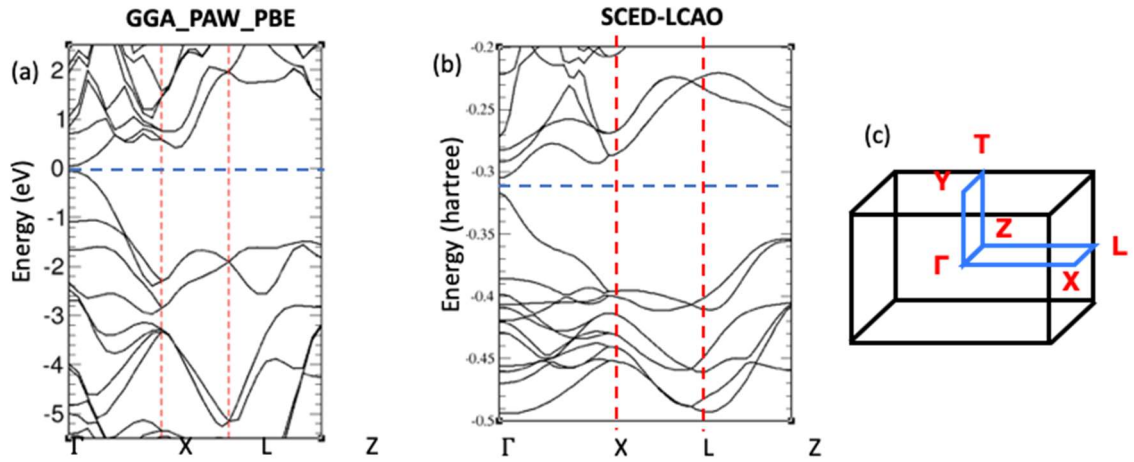 GGA_PAW_PBE
SCED-LCAO
(a)
Energy (eV)
2
1
0
-1
-2
-3
-4
-5
Γ X L Z
(b)
Energy (hartree)
-0.2
-0.25
-0.3
-0.35
-0.4
-0.45
-0.5
Γ X L Z
(c)
T
Y
Z
Γ
L
X